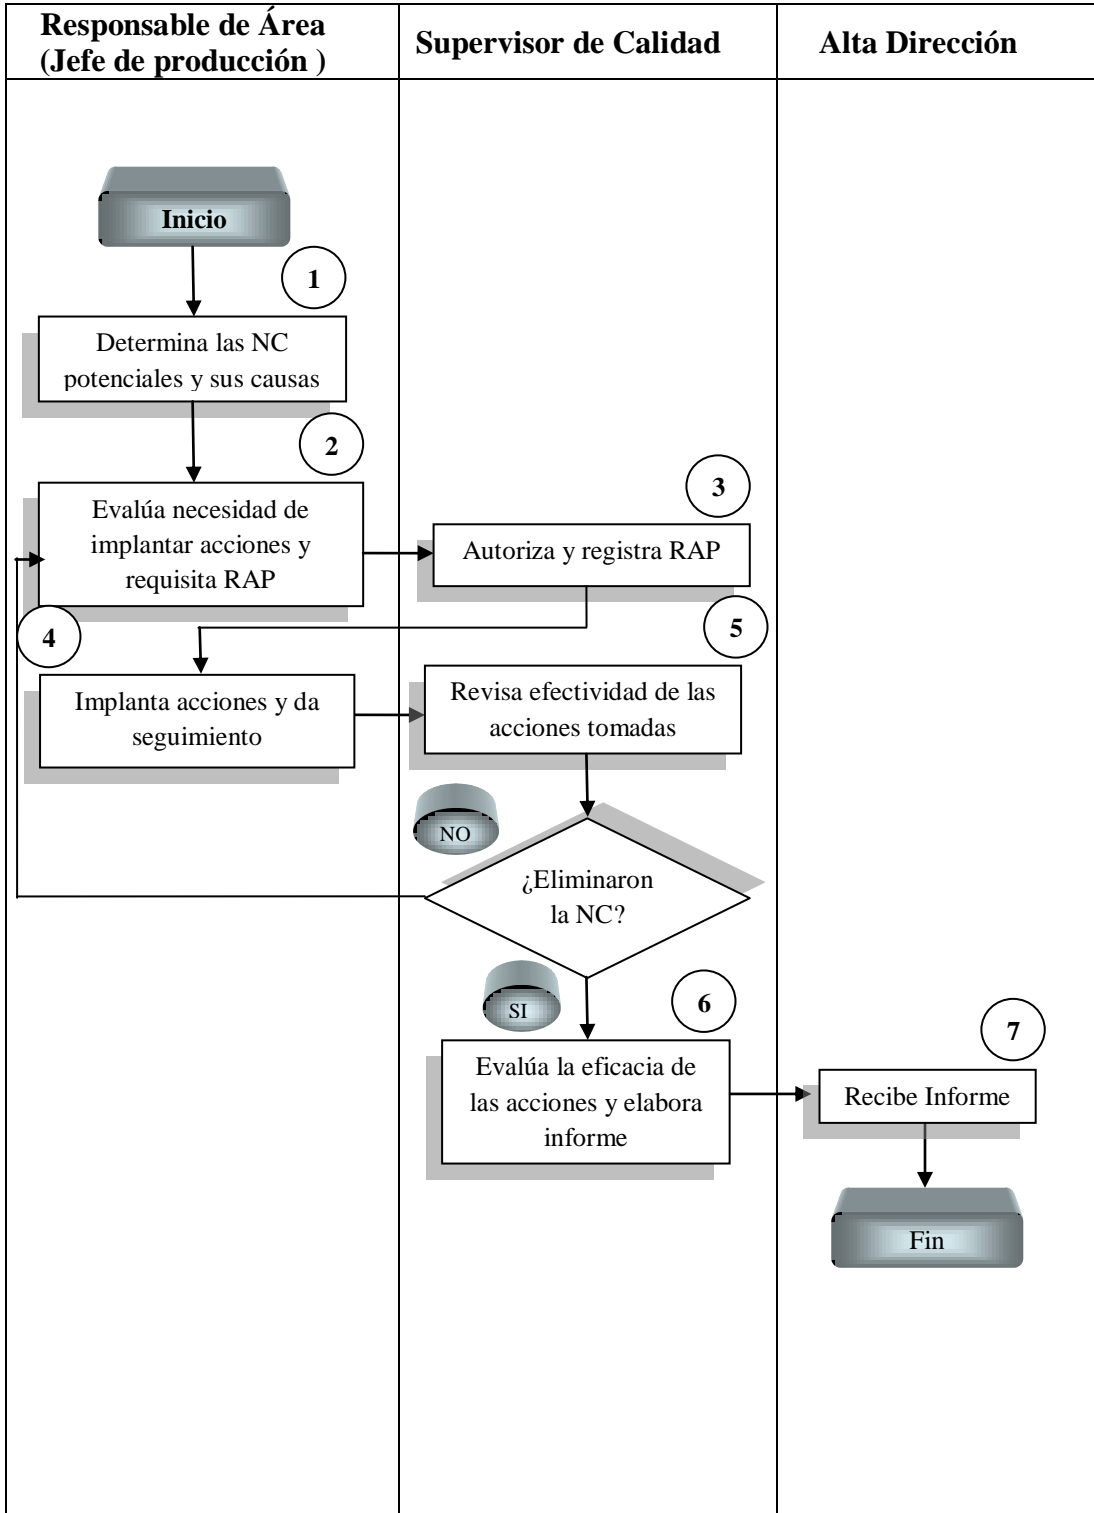 Responsable de Área
(Jefe de producción )
Supervisor de Calidad
Alta Dirección
Inicio
1
Determina las NC
potenciales y sus causas
2
Evalúa necesidad de
implantar acciones y
requisita RAP
3
Autoriza y registra RAP
4
Implanta acciones y da
seguimiento
5
Revisa efectividad de las
acciones tomadas
NO
¿Eliminaron
la NC?
SI
6
Evalúa la eficacia de
las acciones y elabora
informe
7
Recibe Informe
Fin